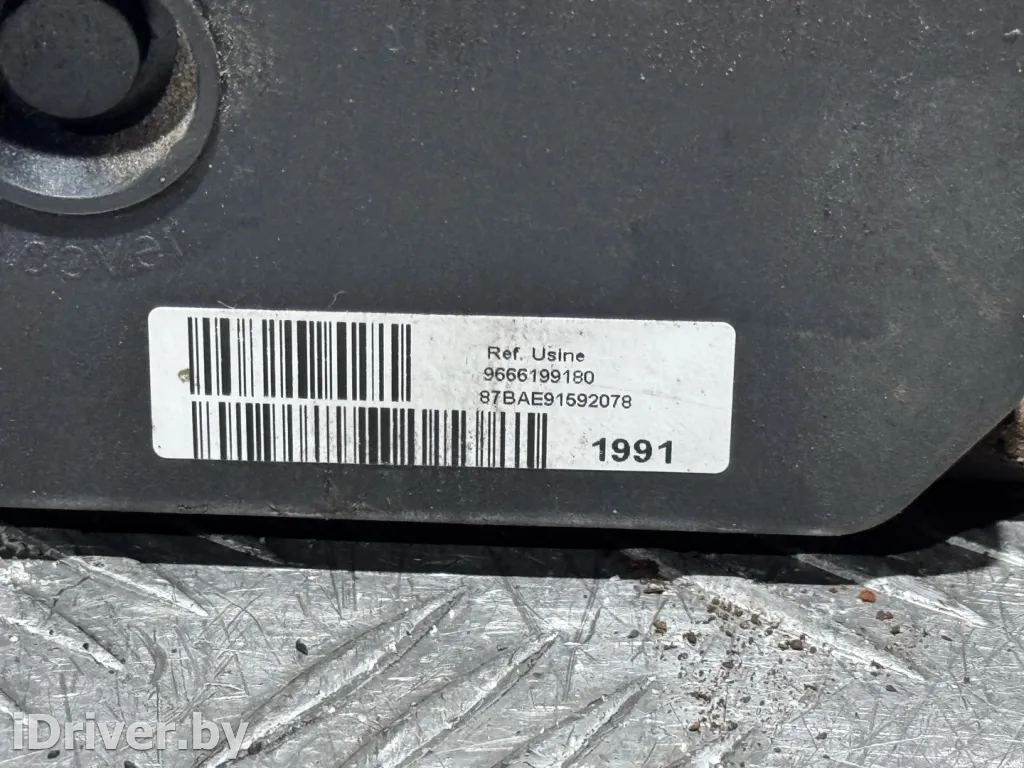 Ref. Usine
9666199180
87BAE91592078
1991
iDriver.by